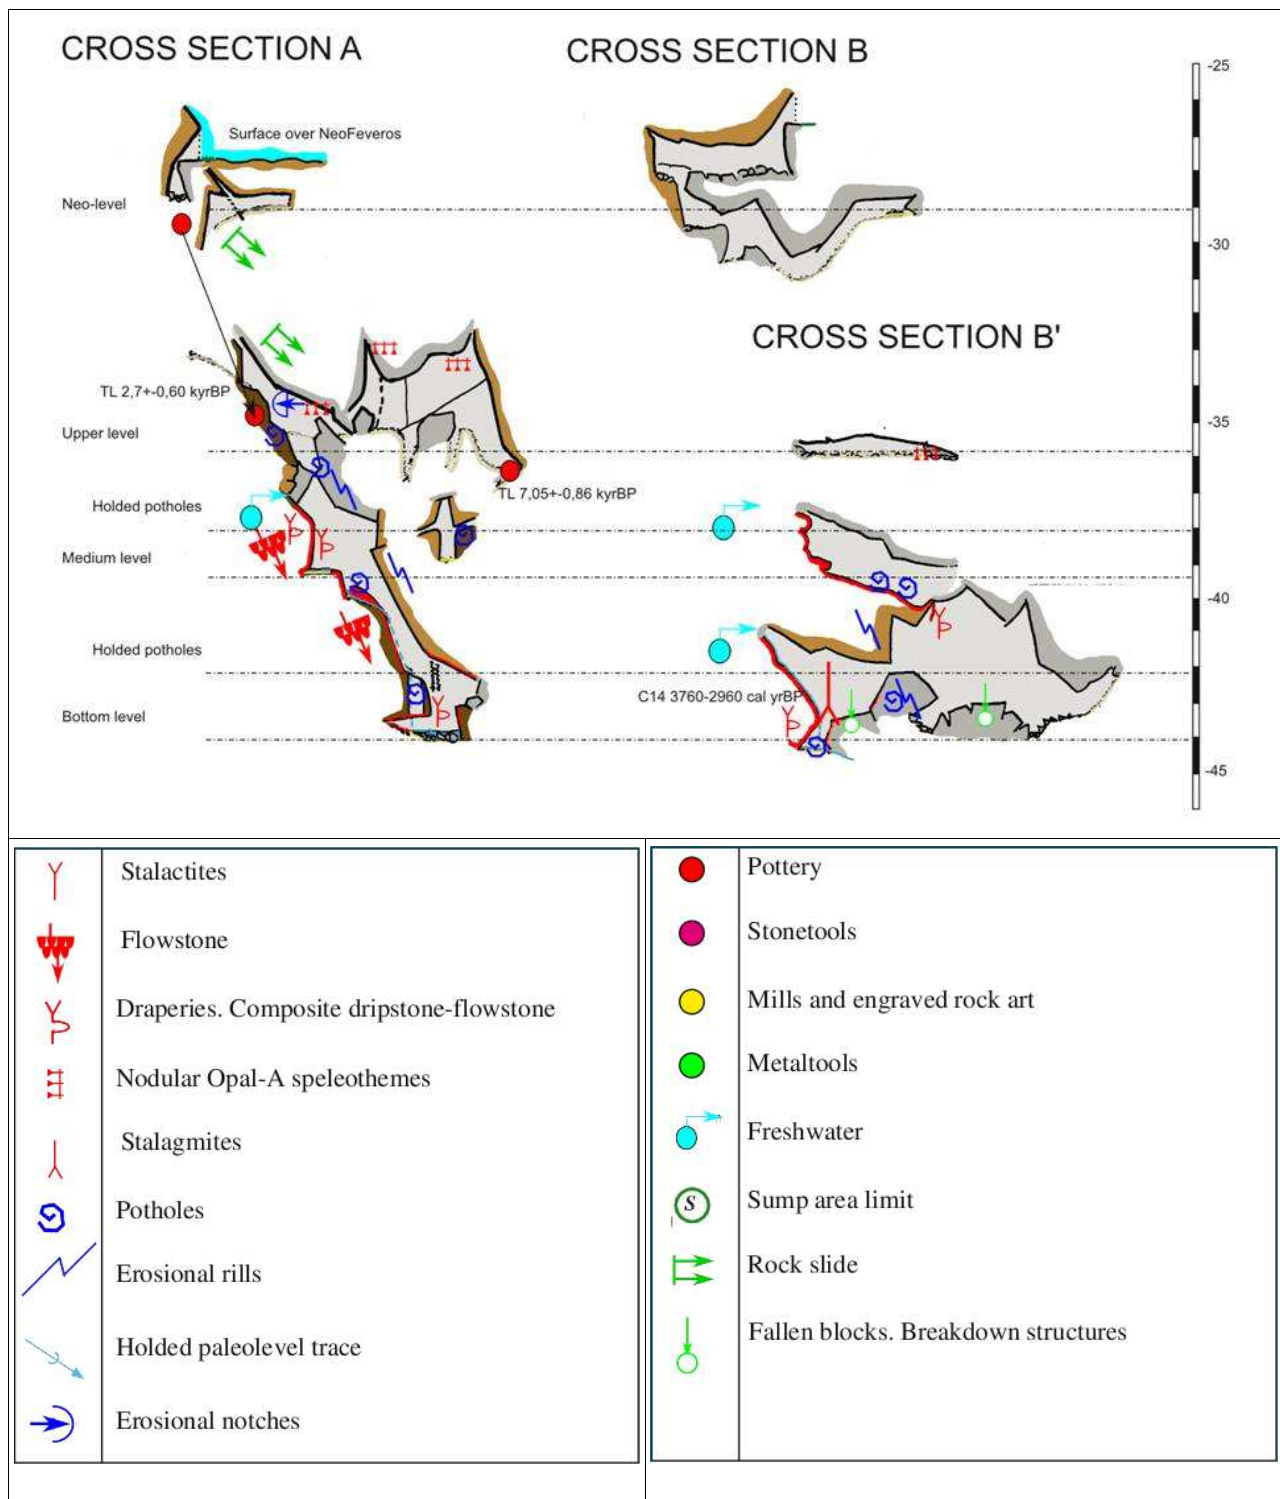 CROSS SECTION A
CROSS SECTION B
-25
Surface over NeoFeveros
Neo-level
-30
CROSS SECTION B'
TL 2,7+-0,60 kyrBP
Upper level
-35
TL 7,05+-0,86 kyrBP
Holded potholes
Medium level
-40
Holded potholes
C14 3760-2960 cal yrBP
Bottom level
-45
Stalactites
Flowstone
Draperies. Composite dripstone-flowstone
Nodular Opal-A speleothemes
Stalagmites
Potholes
Erosional rills
Holded paleolevel trace
Erosional notches
Pottery
Stonetools
Mills and engraved rock art
Metaltools
Freshwater
S
Sump area limit
Rock slide
Fallen blocks. Breakdown structures